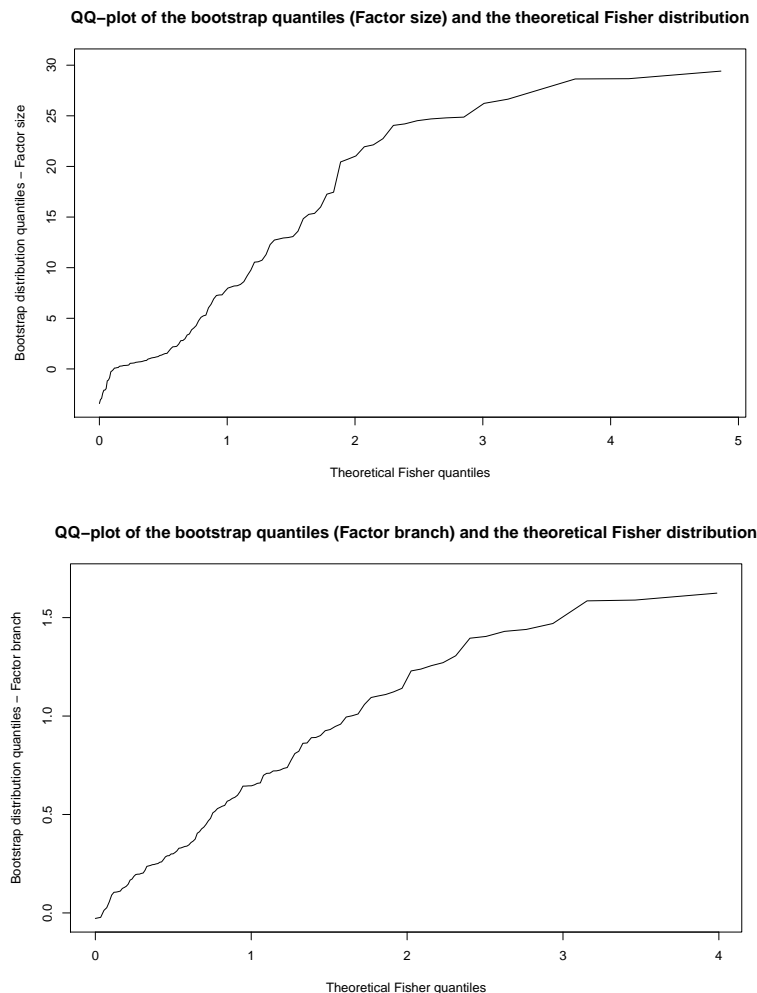 QQ−plot of the bootstrap quantiles (Factor size) and the theoretical Fisher distribution
Bootstrap distribution quantiles − Factor size
30
25
20
15
10
5
0
0 1 2 3 4 5
Theoretical Fisher quantiles
QQ−plot of the bootstrap quantiles (Factor branch) and the theoretical Fisher distribution
Bootstrap distribution quantiles − Factor branch
1.5
1.0
0.5
0.0
0 1 2 3 4
Theoretical Fisher quantiles